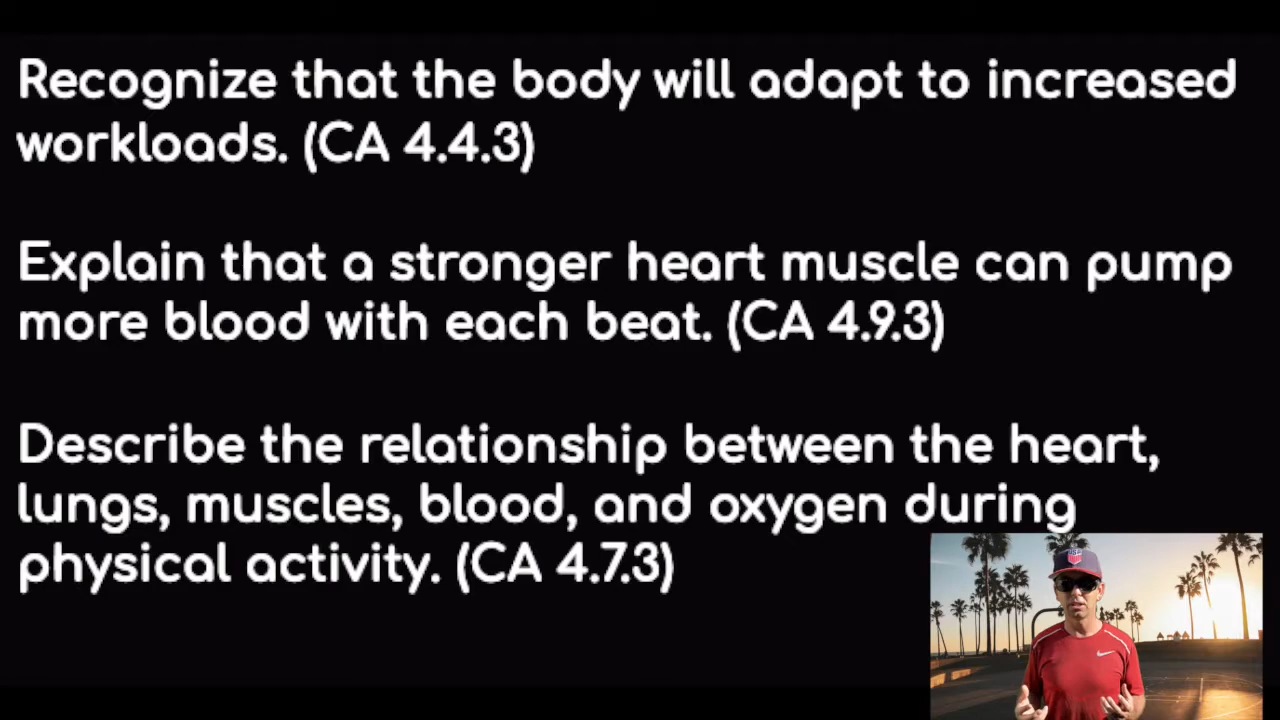 Recognize that the body will adapt to increased
workloads. (CA 4.4.3)
Explain that a stronger heart muscle can pump
more blood with each beat. (CA 4.9.3)
Describe the relationship between the heart,
lungs, muscles, blood, and oxygen during
physical activity. (CA 4.7.3)